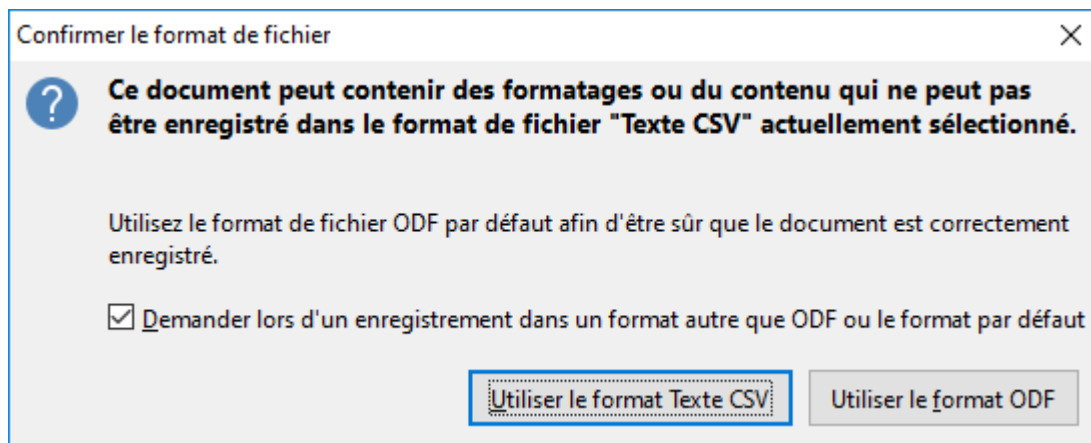 Confirmer le format de fichier
Ce document peut contenir des formatages ou du contenu qui ne peut pas
être enregistré dans le format de fichier "Texte CSV" actuellement sélectionné.
Utilisez le format de fichier ODF par défaut afin d'être sûr que le document est correctement
enregistré.
Demander lors d'un enregistrement dans un format autre que ODF ou le format par défaut
Utiliser le format Texte CSV
Utiliser le format ODF